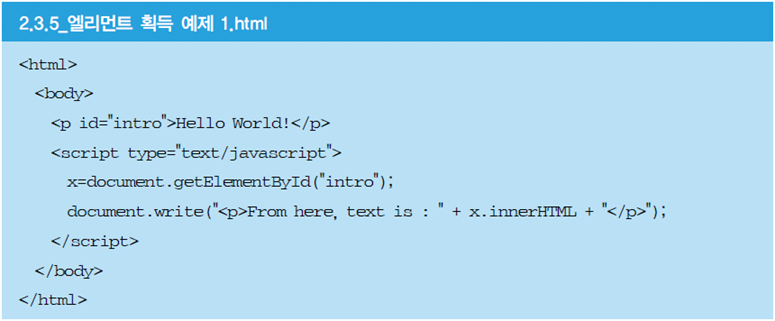 2.3.5_엘리먼트 획득 예제 1.html
<html>
<body>
<p id="intro">Hello World!</p>
<script type="text/javascript">
x=document.getElementById("intro");
document.write("<p>From here, text is : " + x.innerHTML + "</p>");
</script>
</body>
</html>